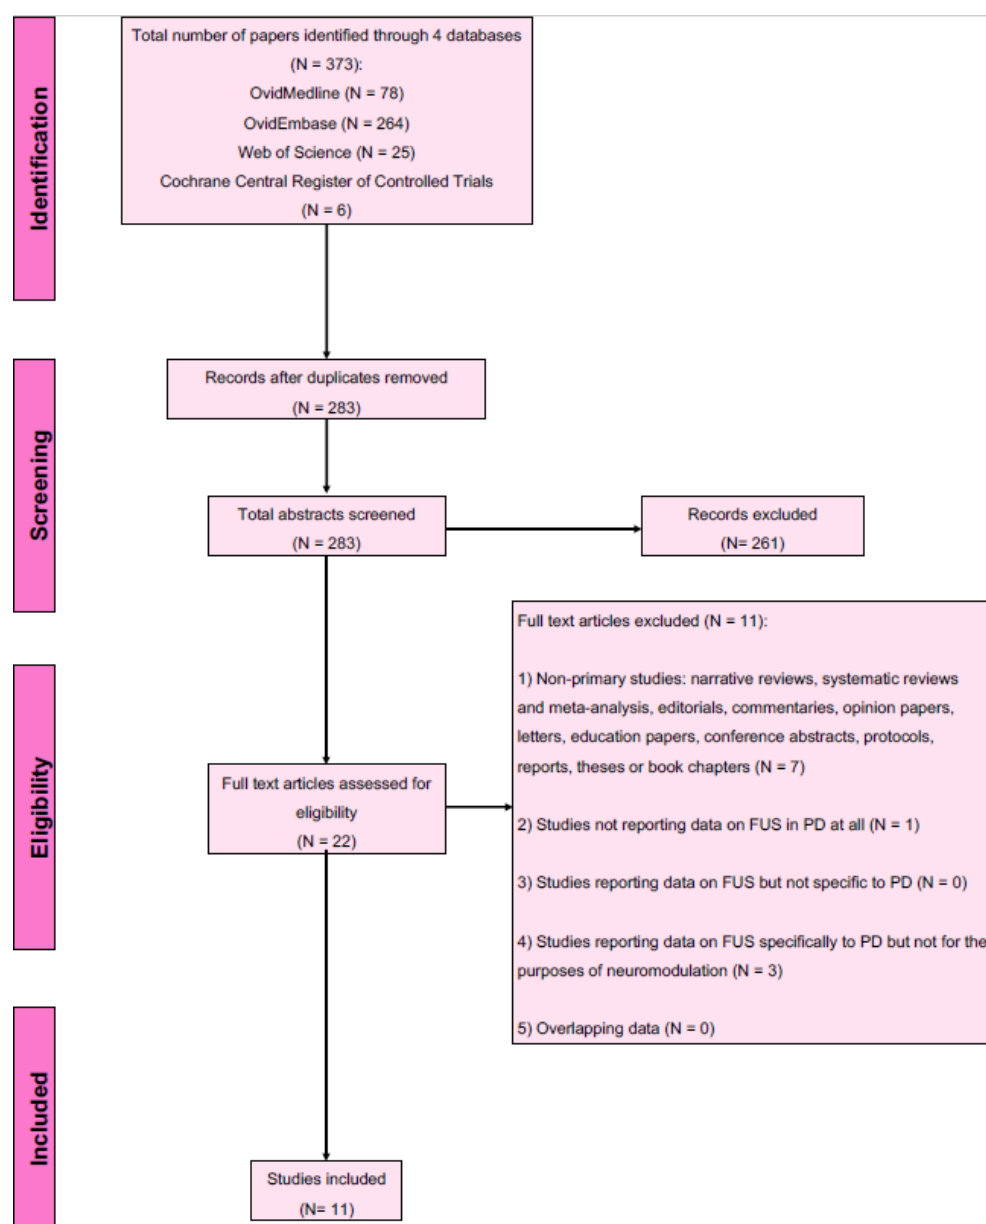 Identification
Total number of papers identified through 4 databases
(N = 373):
OvidMedline (N = 78)
OvidEmbase (N = 264)
Web of Science (N = 25)
Cochrane Central Register of Controlled Trials
(N = 6)
Screening
Records after duplicates removed
(N = 283)
Total abstracts screened
(N = 283)
Records excluded
(N= 261)
Eligibility
Full text articles assessed for
eligibility
(N = 22)
Full text articles excluded (N = 11):
1) Non-primary studies: narrative reviews, systematic reviews
and meta-analysis, editorials, commentaries, opinion papers,
letters, education papers, conference abstracts, protocols,
reports, theses or book chapters (N = 7)
2) Studies not reporting data on FUS in PD at all (N = 1)
3) Studies reporting data on FUS but not specific to PD (N = 0)
4) Studies reporting data on FUS specifically to PD but not for the
purposes of neuromodulation (N = 3)
5) Overlapping data (N = 0)
Included
Studies included
(N= 11)